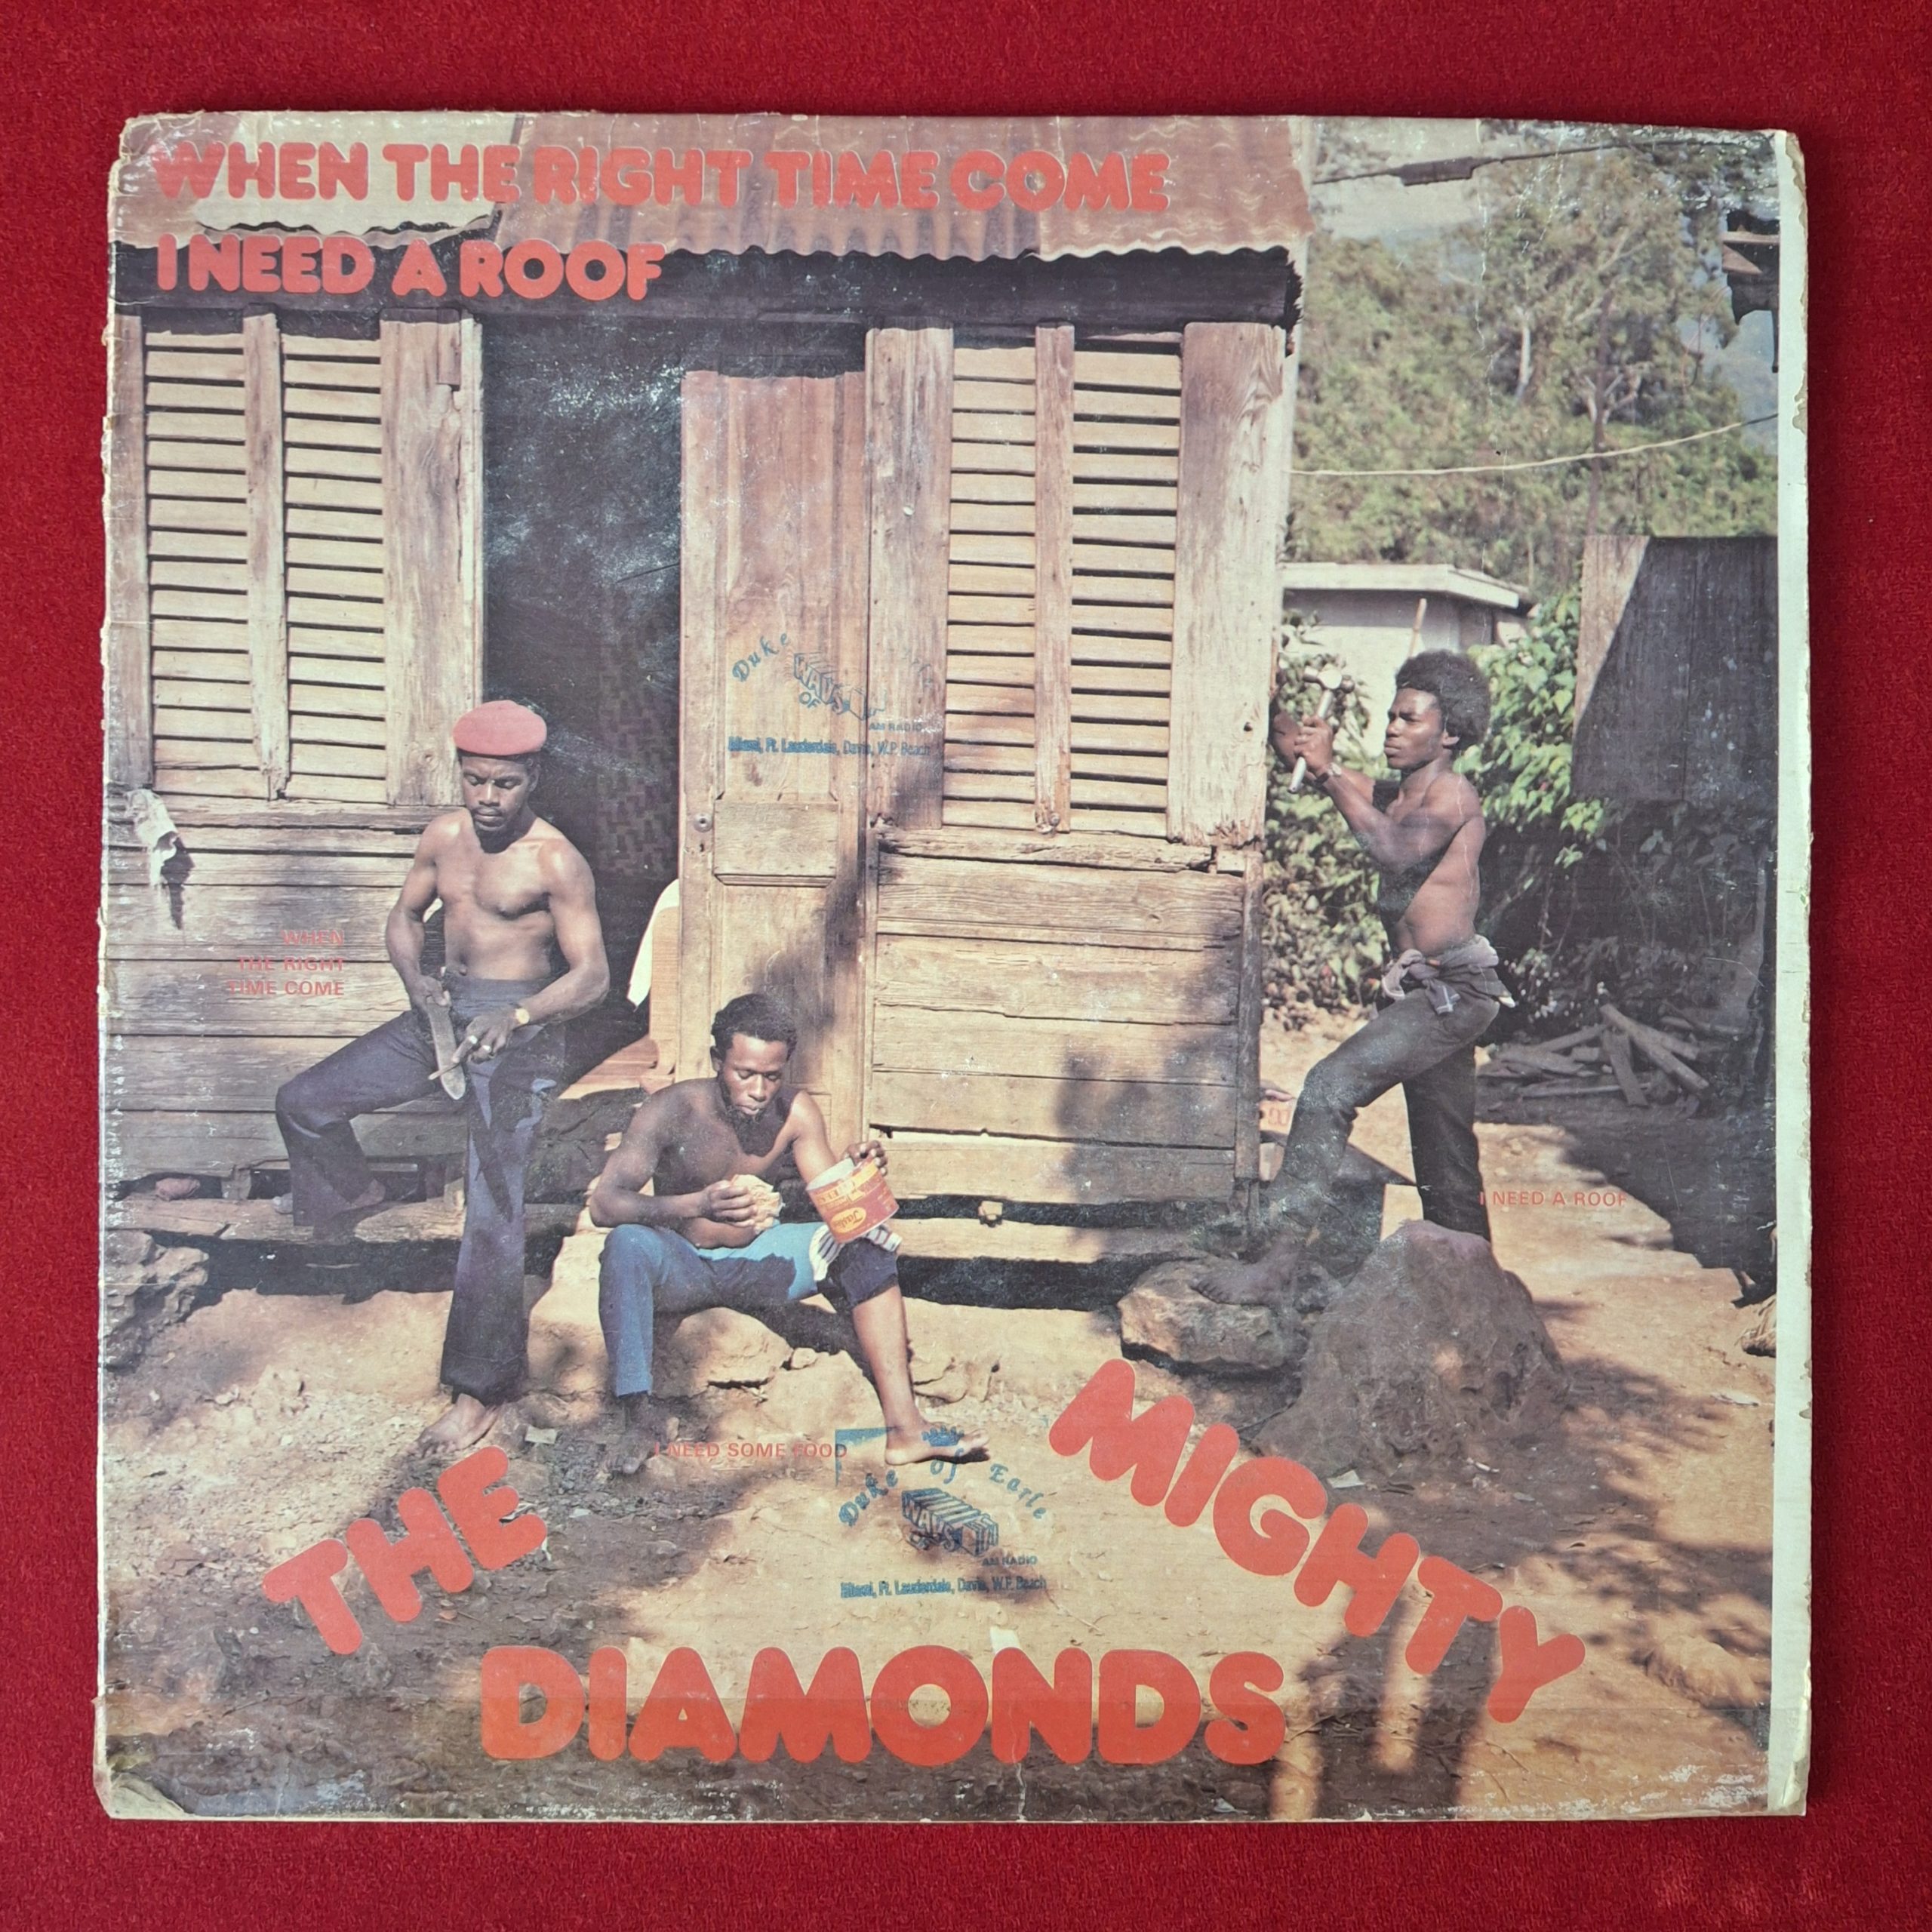 WHEN THE RIGHT TIME COME
I NEED A ROOF
Duke
WAVS
OF
AM RADIO
Miami, Ft. Lauderdale, Davie, W.P. Beach
WHEN
THE RIGHT
TIME COME
I NEED A ROOF
I NEED SOME FOOD
Duke of Earle
WAVS
AM RADIO
Miami, Ft. Lauderdale, Davie, W.P. Beach
THE
MIGHTY
DIAMONDS